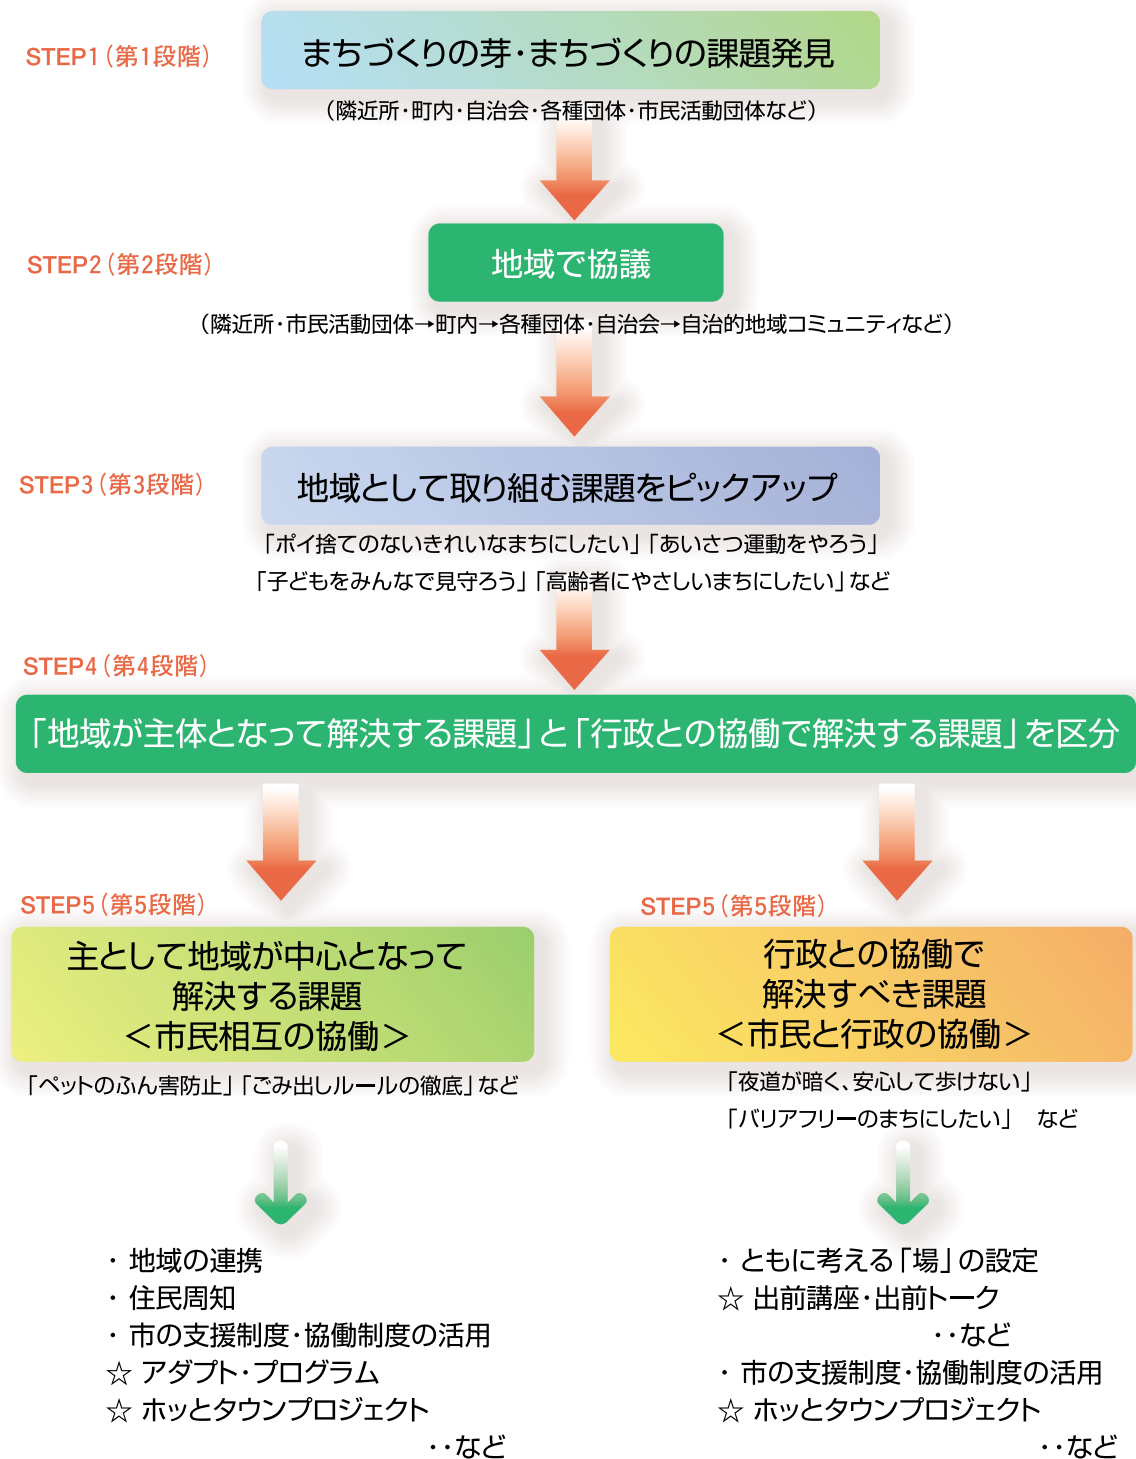 STEP1(第1段階)
まちづくりの芽・まちづくりの課題発見
(隣近所・町内・自治会・各種団体・市民活動団体など)
STEP2(第2段階)
地域で協議
(隣近所・市民活動団体→町内→各種団体・自治会→自治的地域コミュニティなど)
STEP3(第3段階)
地域として取り組む課題をピックアップ
「ポイ捨てのないきれいなまちにしたい」「あいさつ運動をやろう」
「子どもをみんなで見守ろう」「高齢者にやさしいまちにしたい」など
STEP4(第4段階)
「地域が主体となって解決する課題」と「行政との協働で解決する課題」を区分
STEP5(第5段階)
主として地域が中心となって
解決する課題
＜市民相互の協働＞
「ペットのふん害防止」「ごみ出しルールの徹底」など
・地域の連携
・住民周知
・市の支援制度・協働制度の活用
☆ アダプト・プログラム
☆ ホッとタウンプロジェクト
・・など
STEP5(第5段階)
行政との協働で
解決すべき課題
＜市民と行政の協働＞
「夜道が暗く、安心して歩けない」
「バリアフリーのまちにしたい」 など
・ともに考える「場」の設定
☆ 出前講座・出前トーク
・・など
・市の支援制度・協働制度の活用
☆ ホッとタウンプロジェクト
・・など